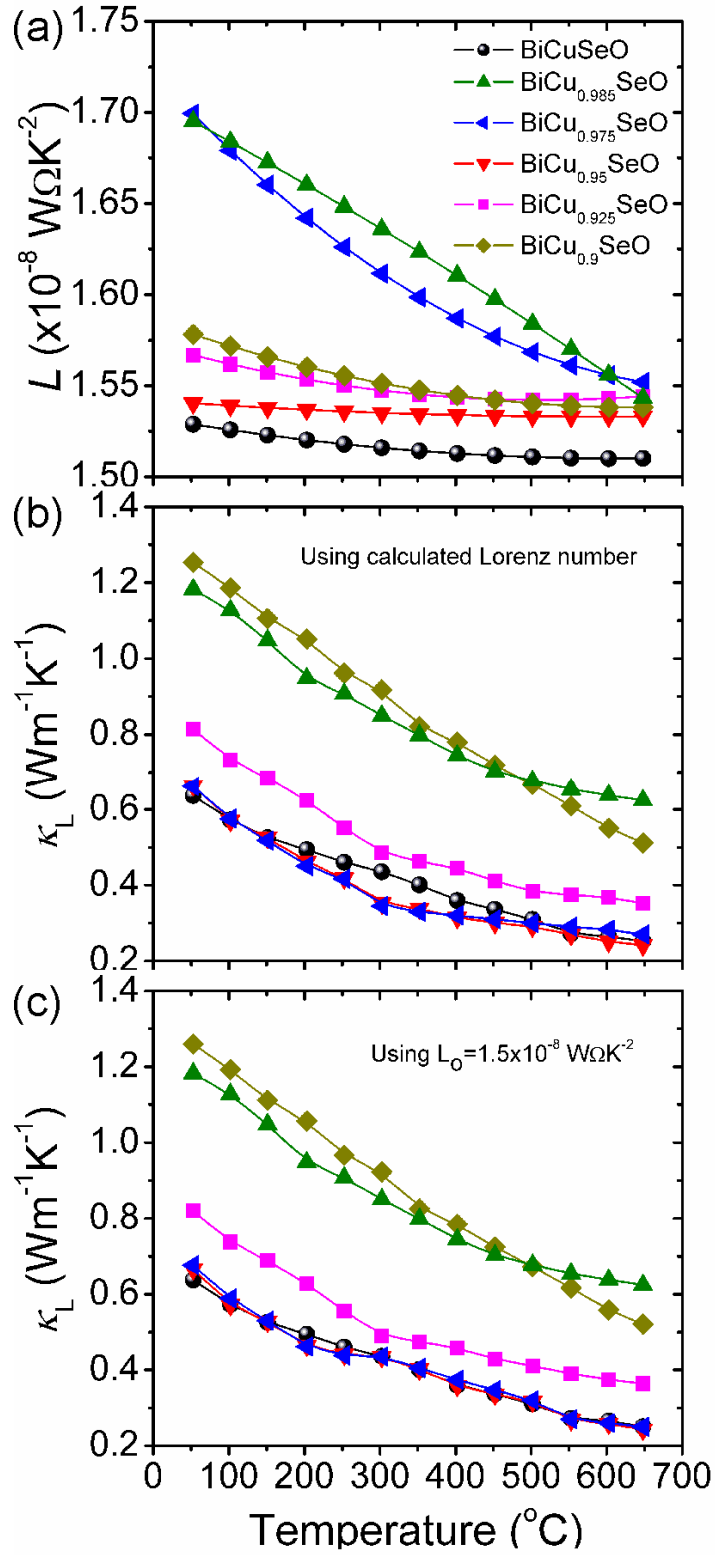 (a)
1.75
1.70
1.65
1.60
1.55
1.50
L (x10⁻⁸ WΩK⁻²)
BiCuSeO
BiCu₀.₉₈₅SeO
BiCu₀.₉₇₅SeO
BiCu₀.₉₅SeO
BiCu₀.₉₂₅SeO
BiCu₀.₉SeO
(b)
1.4
1.2
1.0
0.8
0.6
0.4
0.2
κL (Wm⁻¹K⁻¹)
Using calculated Lorenz number
(c)
1.4
1.2
1.0
0.8
0.6
0.4
0.2
κL (Wm⁻¹K⁻¹)
Using LO=1.5x10⁻⁸ WΩK⁻²
0 100 200 300 400 500 600 700
Temperature (°C)